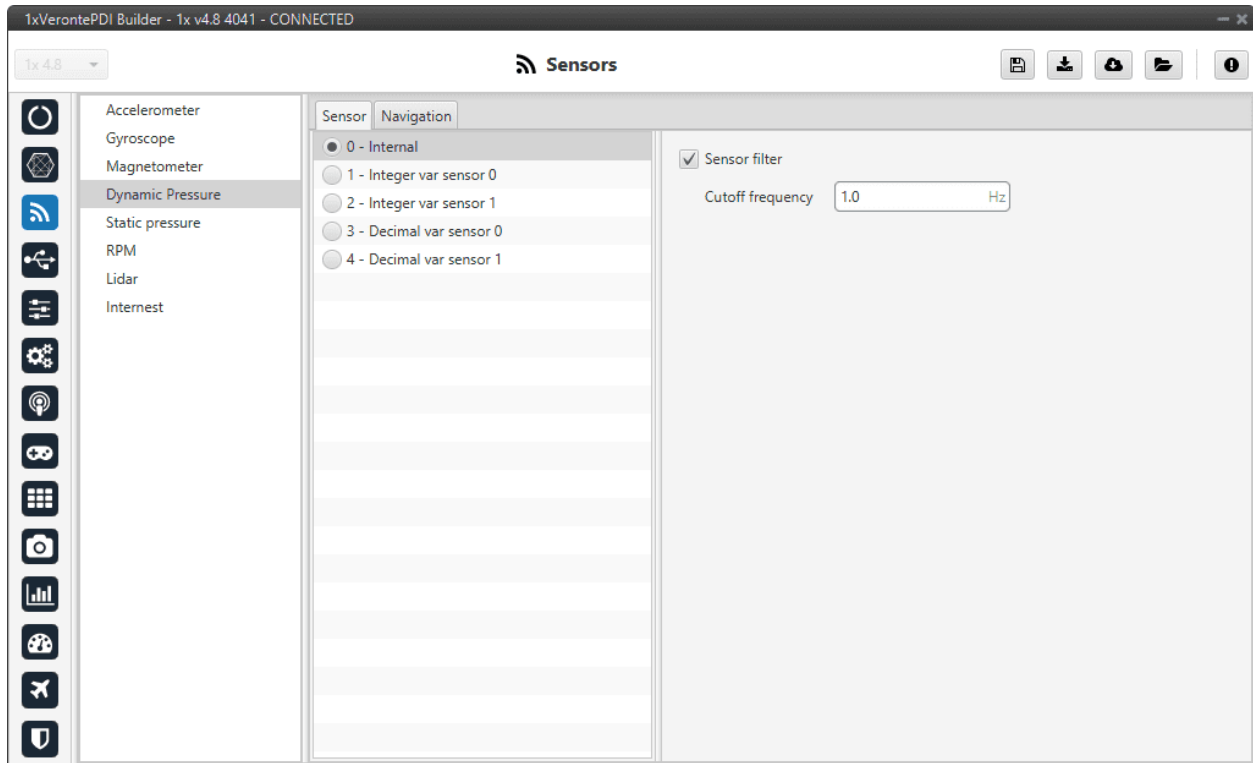 1xVerontePDI Builder - 1x v4.8 4041 - CONNECTED
1x 4.8
Sensors
Accelerometer
Gyroscope
Magnetometer
Dynamic Pressure
Static pressure
RPM
Lidar
Internest
Sensor Navigation
0 - Internal
1 - Integer var sensor 0
2 - Integer var sensor 1
3 - Decimal var sensor 0
4 - Decimal var sensor 1
Sensor filter
Cutoff frequency 1.0 Hz